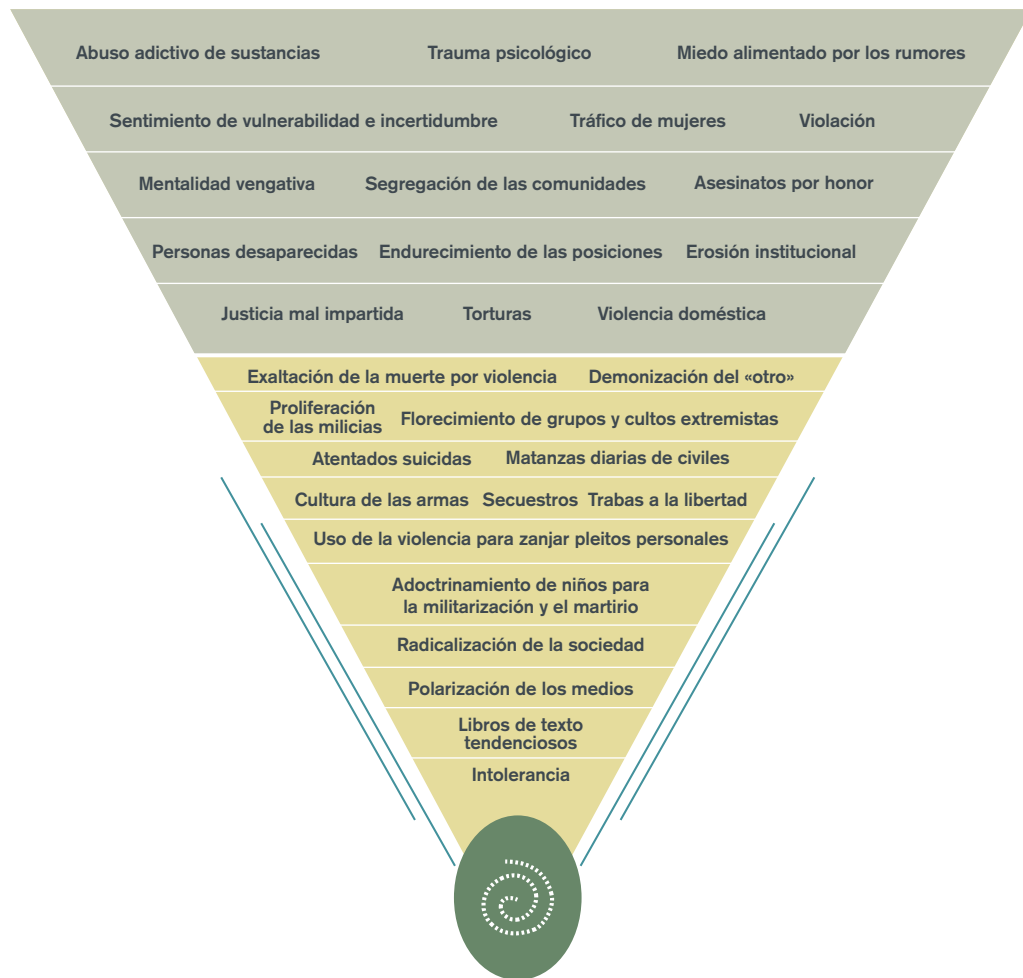 Abuso adictivo de sustancias Trauma psicológico Miedo alimentado por los rumores
Sentimiento de vulnerabilidad e incertidumbre Tráfico de mujeres Violación
Mentalidad vengativa Segregación de las comunidades Asesinatos por honor
Personas desaparecidas Endurecimiento de las posiciones Erosión institucional
Justicia mal impartida Torturas Violencia doméstica
Exaltación de la muerte por violencia Demonización del «otro»
Proliferación
de las milicias
Florecimiento de grupos y cultos extremistas
Atentados suicidas Matanzas diarias de civiles
Cultura de las armas Secuestros Trabas a la libertad
Uso de la violencia para zanjar pleitos personales
Adoctrinamiento de niños para
la militarización y el martirio
Radicalización de la sociedad
Polarización de los medios
Libros de texto
tendenciosos
Intolerancia